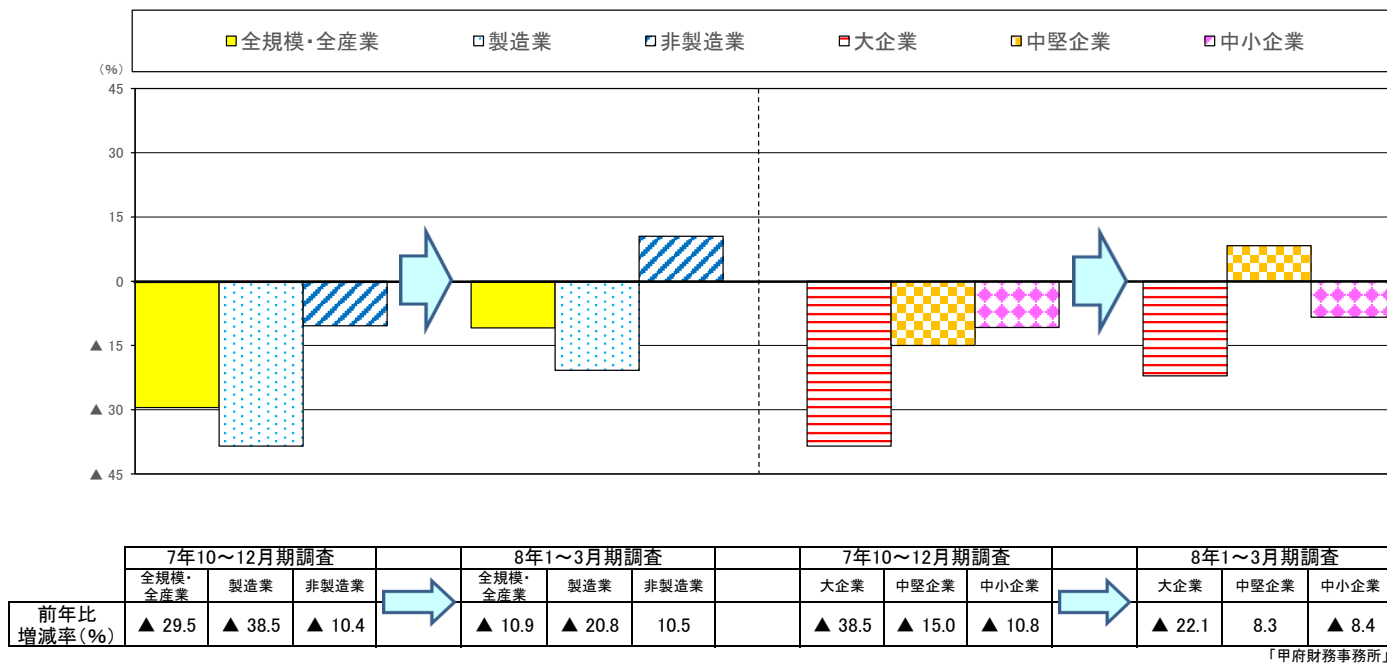 全規模・全産業 製造業 非製造業 大企業 中堅企業 中小企業
(%)
45
30
15
0
▲ 15
▲ 30
▲ 45
7年10～12月期調査 8年1～3月期調査 7年10～12月期調査 8年1～3月期調査
全規模・全産業 製造業 非製造業 全規模・全産業 製造業 非製造業 大企業 中堅企業 中小企業 大企業 中堅企業 中小企業
前年比
増減率(%) ▲ 29.5 ▲ 38.5 ▲ 10.4 ▲ 10.9 ▲ 20.8 10.5 ▲ 38.5 ▲ 15.0 ▲ 10.8 ▲ 22.1 8.3 ▲ 8.4
「甲府財務事務所」